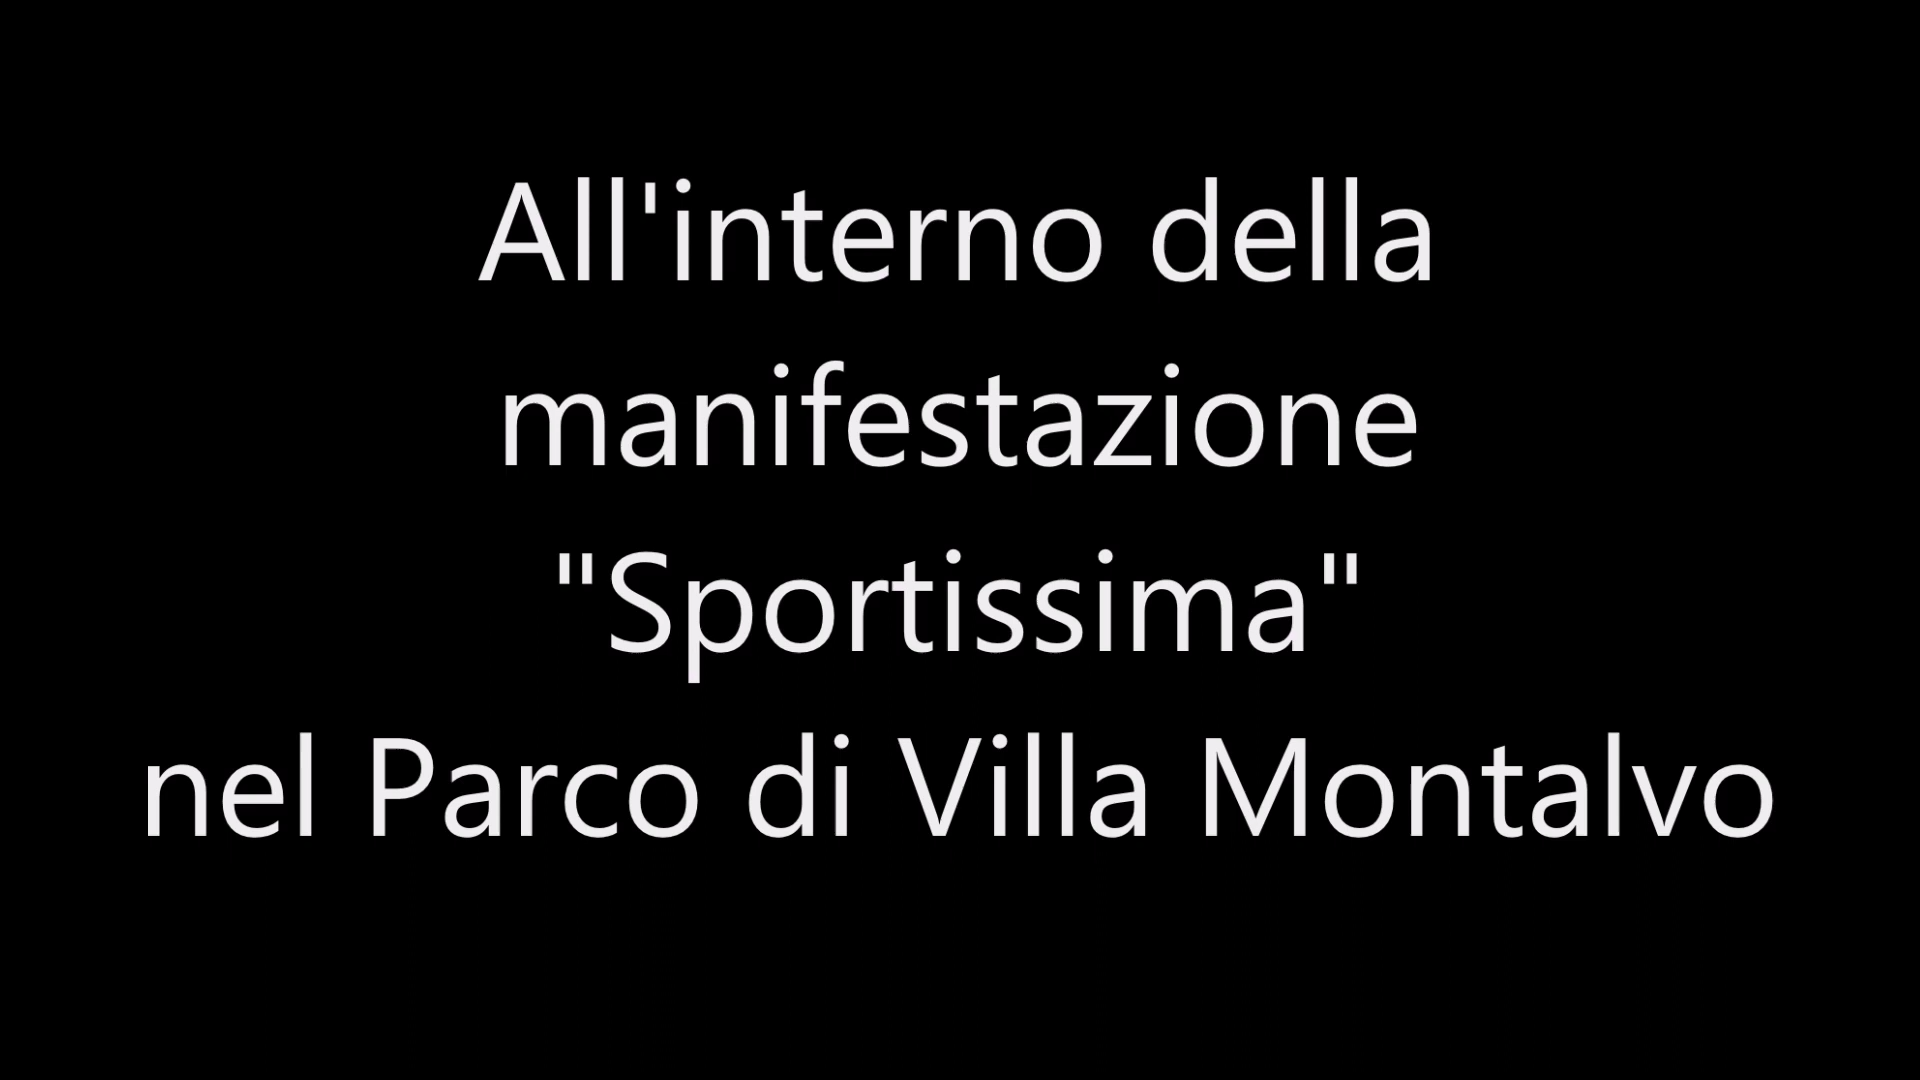 All'interno della
manifestazione
"Sportissima"
nel Parco di Villa Montalvo